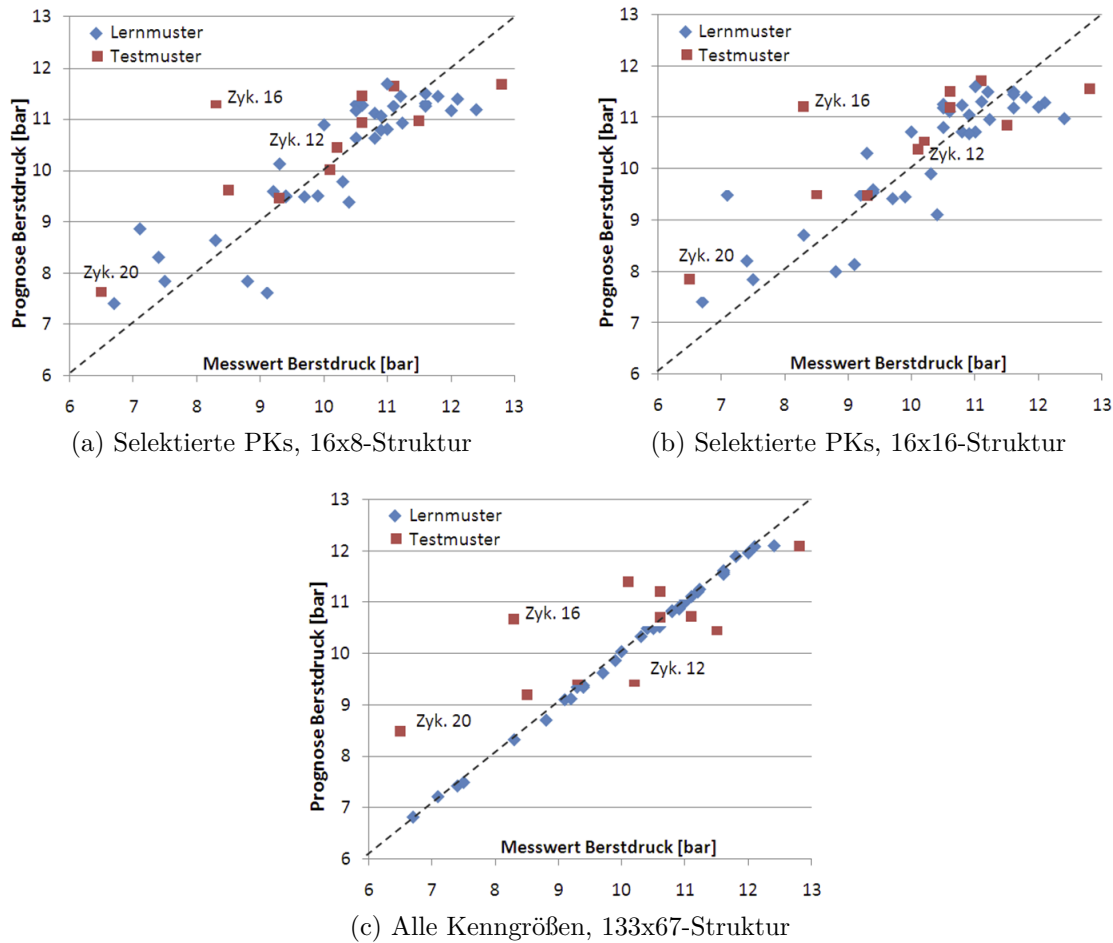 Prognose Berstdruck [bar]
13
12
11
10
9
8
7
6
Lernmuster
Testmuster
Zyk. 16
Zyk. 12
Zyk. 20
Messwert Berstdruck [bar]
6 7 8 9 10 11 12 13
(a) Selektierte PKs, 16x8-Struktur
Prognose Berstdruck [bar]
13
12
11
10
9
8
7
6
Lernmuster
Testmuster
Zyk. 16
Zyk. 12
Zyk. 20
Messwert Berstdruck [bar]
6 7 8 9 10 11 12 13
(b) Selektierte PKs, 16x16-Struktur
Prognose Berstdruck [bar]
13
12
11
10
9
8
7
6
Lernmuster
Testmuster
Zyk. 16
Zyk. 12
Zyk. 20
Messwert Berstdruck [bar]
6 7 8 9 10 11 12 13
(c) Alle Kenngrößen, 133x67-Struktur